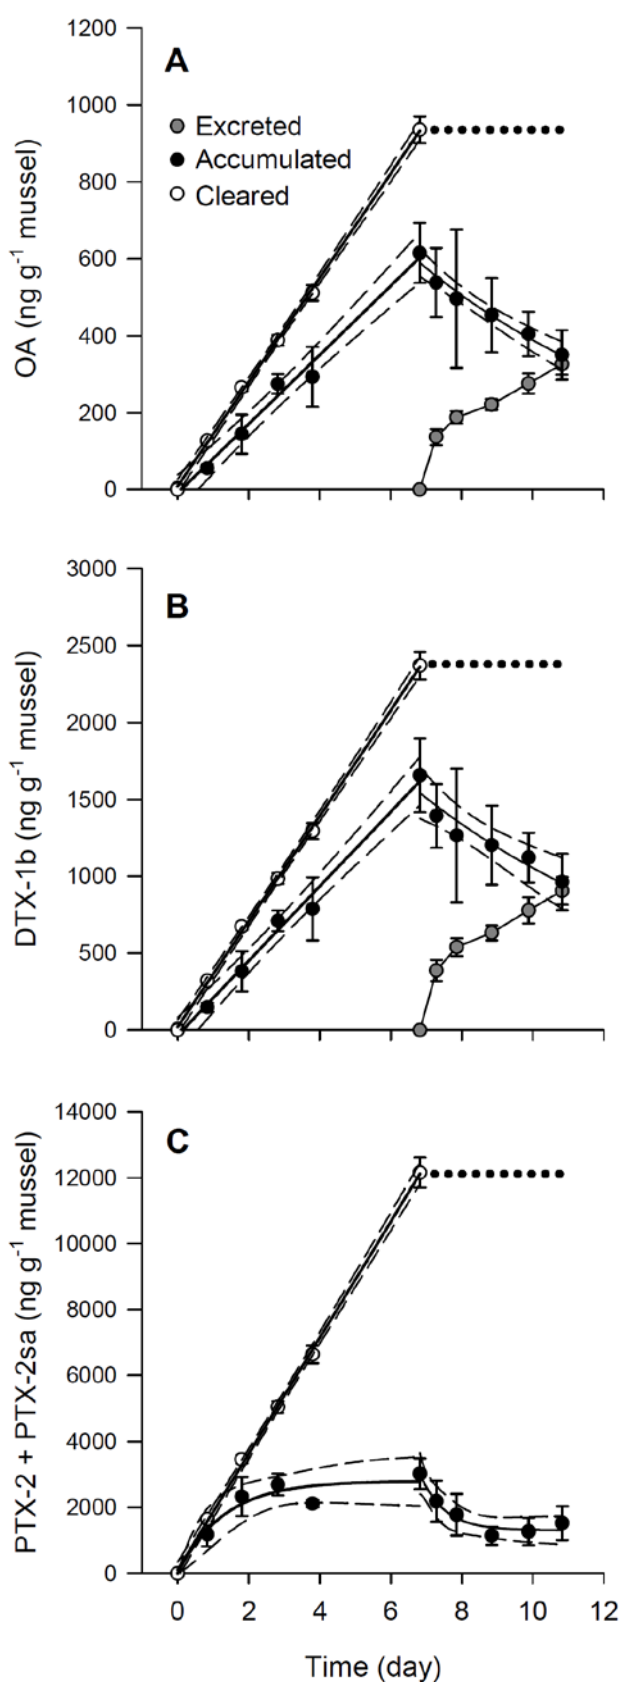 A
Excreted
Accumulated
Cleared
OA (ng g⁻¹ mussel)
1200
1000
800
600
400
200
0
B
DTX-1b (ng g⁻¹ mussel)
3000
2500
2000
1500
1000
500
0
C
PTX-2 + PTX-2sa (ng g⁻¹ mussel)
14000
12000
10000
8000
6000
4000
2000
0
0 2 4 6 8 10 12
Time (day)